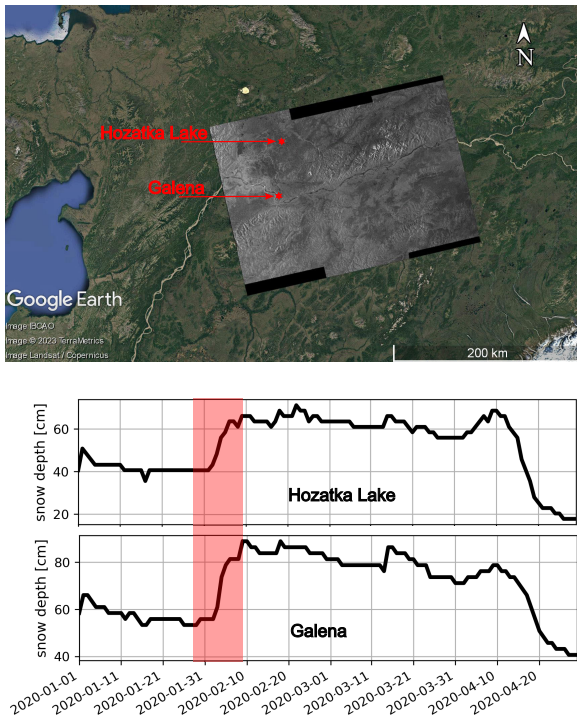 N
Hozatka Lake
Galena
Google Earth
Image IBCAO
Image © 2023 TerraMetrics
Image Landsat / Copernicus
200 km
snow depth [cm]
60
40
20
Hozatka Lake
snow depth [cm]
80
60
40
Galena
2020-01-01
2020-01-11
2020-01-21
2020-01-31
2020-02-10
2020-02-20
2020-03-01
2020-03-11
2020-03-21
2020-03-31
2020-04-10
2020-04-20